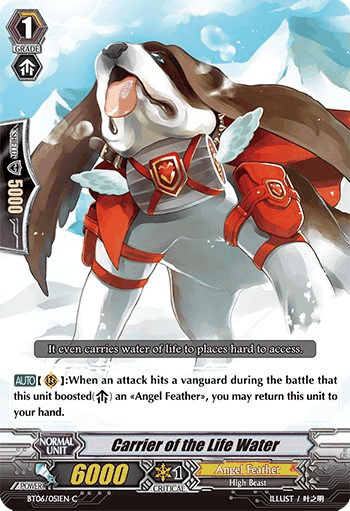 1
GRADE
SHIELD
5000
It even carries water of life to places hard to access.
AUTO【 】:When an attack hits a vanguard during the battle that
this unit boosted( ) an «Angel Feather», you may return this unit to
your hand.
NORMAL
UNIT
Carrier of the Life Water
POWER
6000
1
CRITICAL
Angel Feather
High Beast
BT06/051EN C
ILLUST / 叶之明